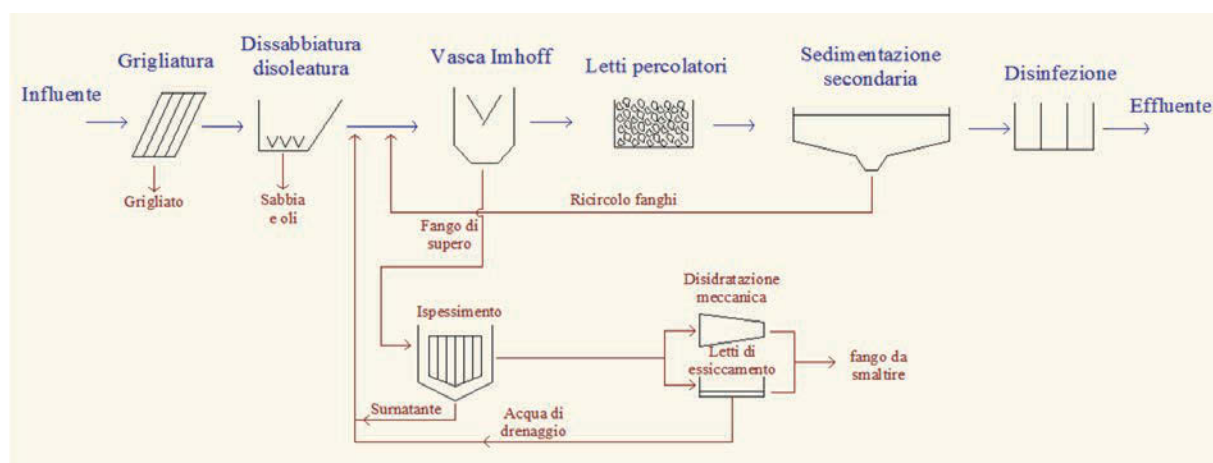 Influente
Grigliatura
Dissabbiatura
disoleatura
Vasca Imhoff
Letti percolatori
Sedimentazione
secondaria
Disinfezione
Effluente
Grigliato
Sabbia
e oli
Ricircolo fanghi
Fango di
supero
Ispessimento
Disidratazione
meccanica
Letti di
essiccamento
fango da
smaltire
Surnatante
Acqua di
drenaggio